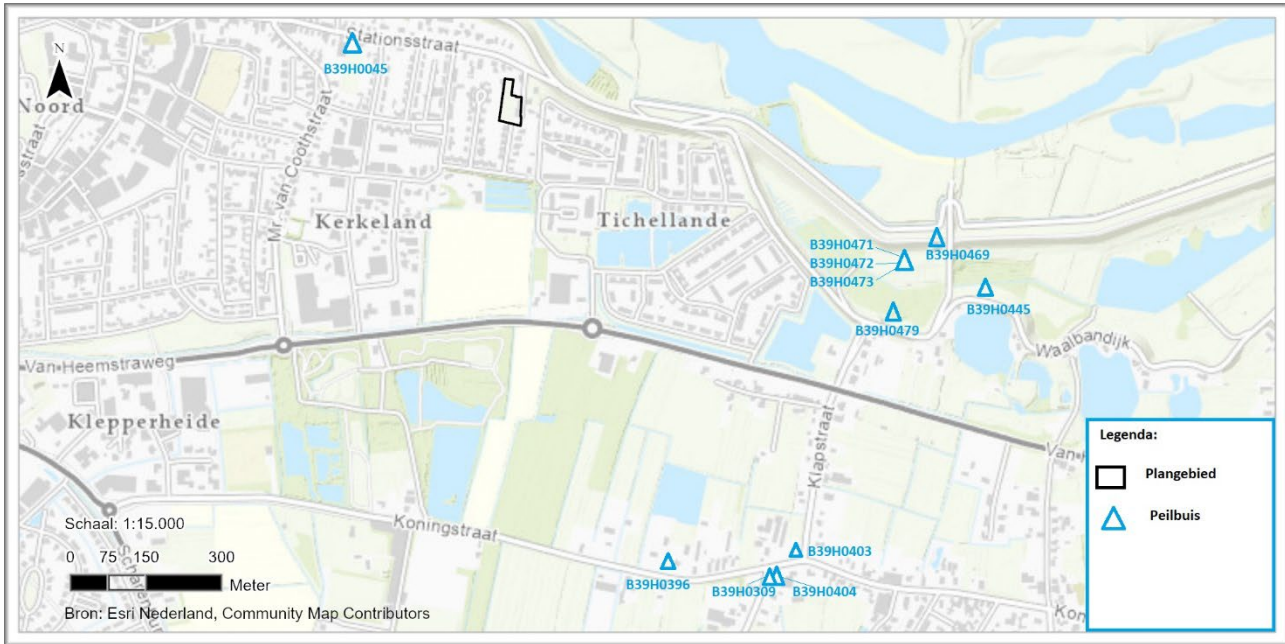 Stationsstraat
B39H0045
N
Noord
Mr. van Coothstraat
Kerkeland
Tichellande
B39H0471
B39H0472
B39H0473
B39H0469
B39H0445
B39H0479
Waalbandijk
Van-Heemstraweg
Klepperheide
Klapstraat
Koningstraat
Schaal: 1:15.000
0 75 150 300
Meter
Bron: Esri Nederland, Community Map Contributors
B39H0403
B39H0396
B39H0309
B39H0404
Legenda:
Plangebied
Peilbuis